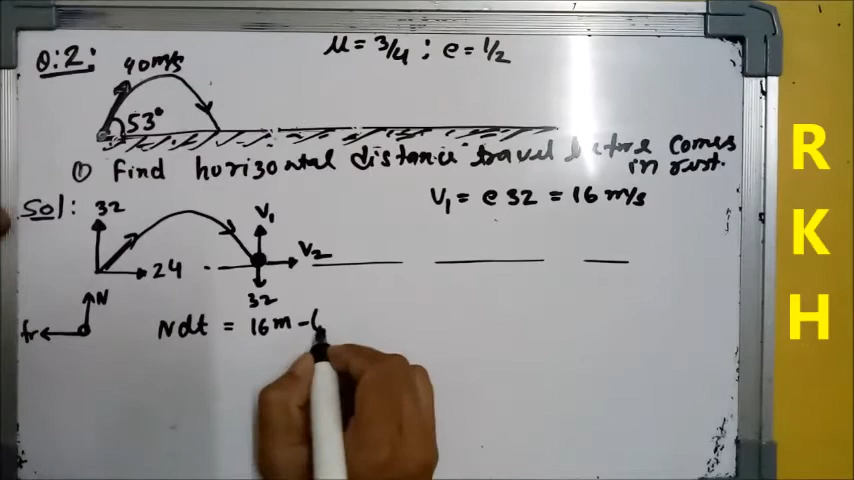 Q:2:
μ = 3/4 ; e = 1/2
40m/s
53°
① Find horizontal distance travel before comes
in rest.
Sol:
32
24
V₁
V₂
32
V₁ = e 32 = 16 m/s
N
fr
Ndt = 16m - (
R
K
H